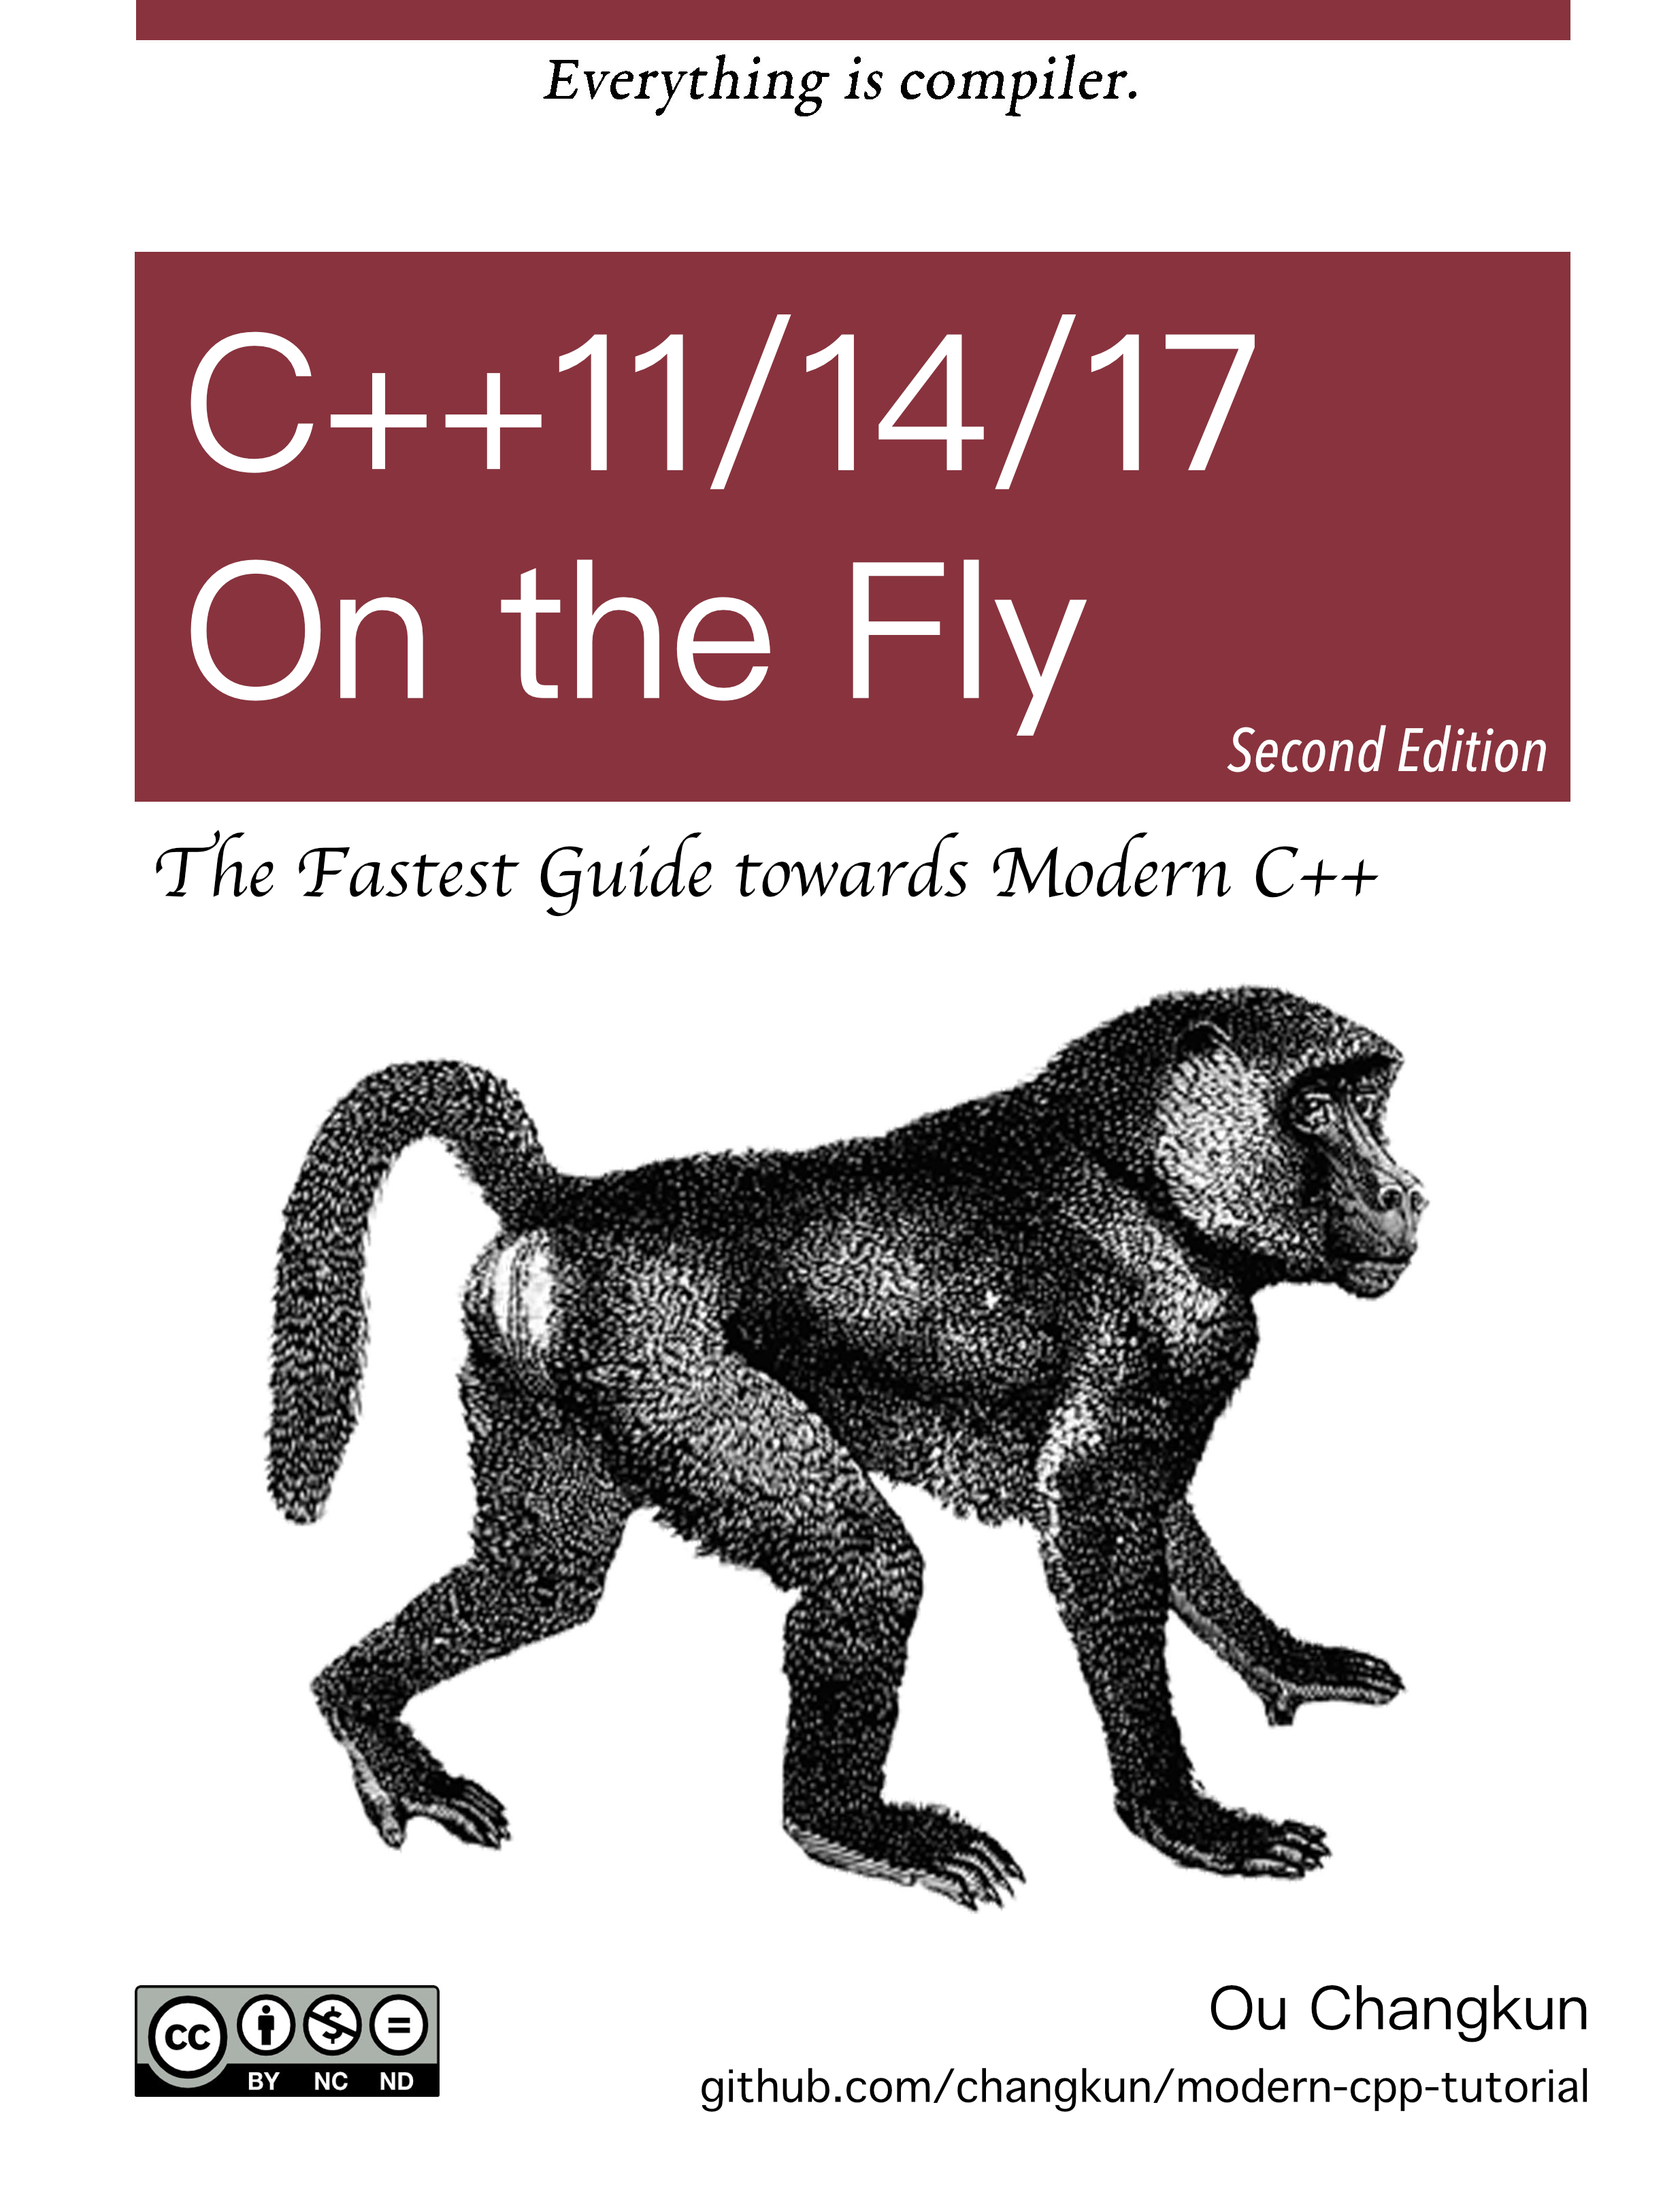 Everything is compiler.
C++11/14/17
On the Fly
Second Edition
The Fastest Guide towards Modern C++
cc
BY NC ND
Ou Changkun
github.com/changkun/modern-cpp-tutorial